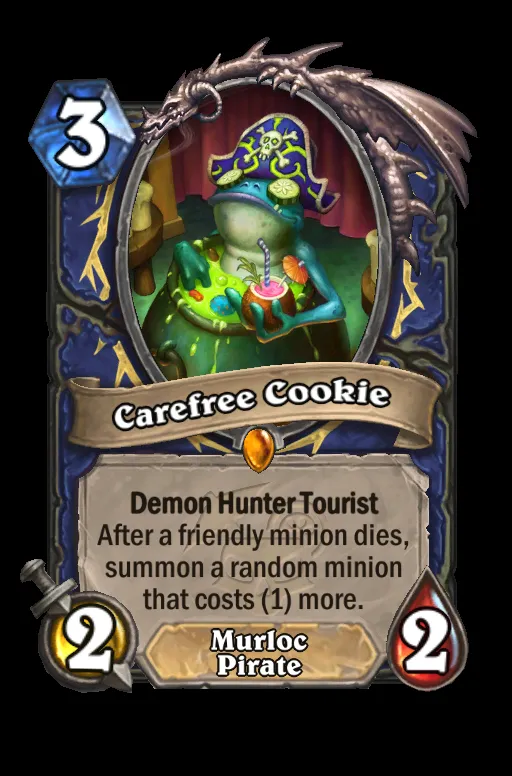 3
Carefree Cookie
Demon Hunter Tourist
After a friendly minion dies,
summon a random minion
that costs (1) more.
2
Murloc
Pirate
2